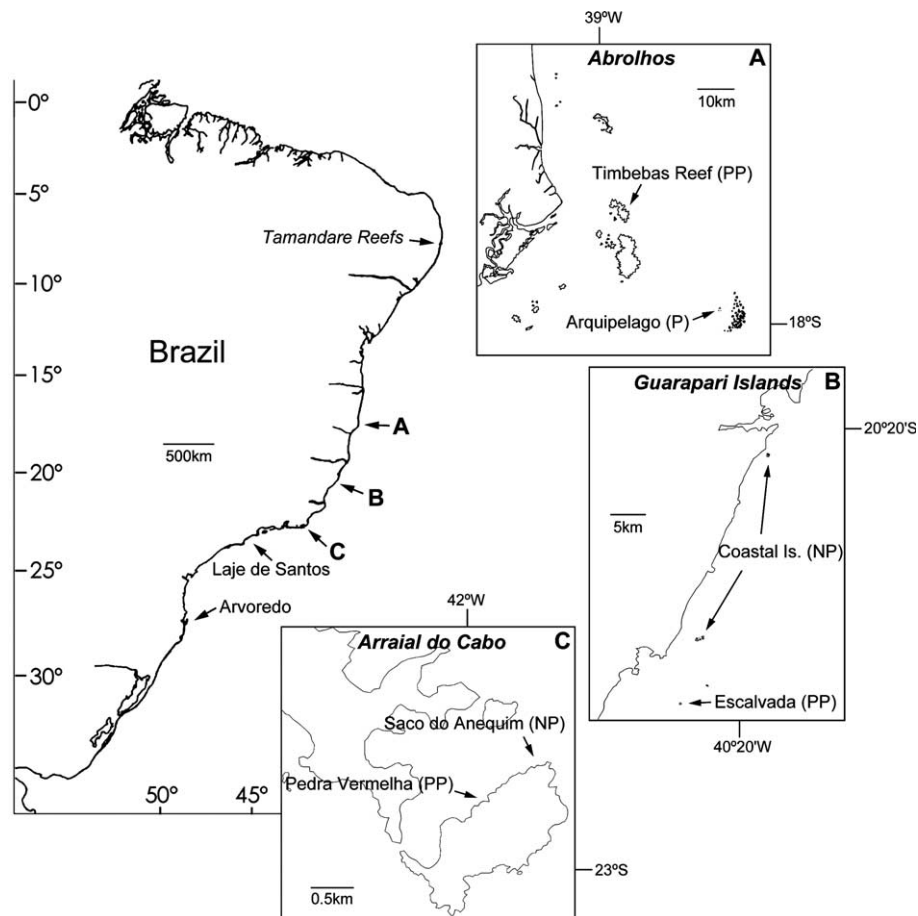 0º
5º
10º
15º
20º
25º
30º
50º
45º
Tamandare Reefs
Brazil
500km
A
B
C
Laje de Santos
Arvoredo
39ºW
Abrolhos
A
10km
Timbebas Reef (PP)
Arquipelago (P)
18ºS
Guarapari Islands
B
20º20'S
5km
Coastal Is. (NP)
Escalvada (PP)
40º20'W
42ºW
Arraial do Cabo
C
Saco do Anequim (NP)
Pedra Vermelha (PP)
0.5km
23ºS